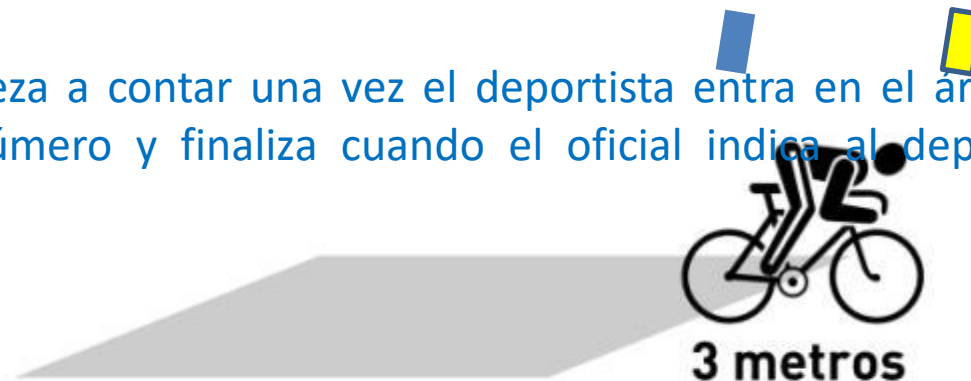 eza a contar una vez el deportista entra en el ár
úmero y finaliza cuando el oficial indica al dep
3 metros